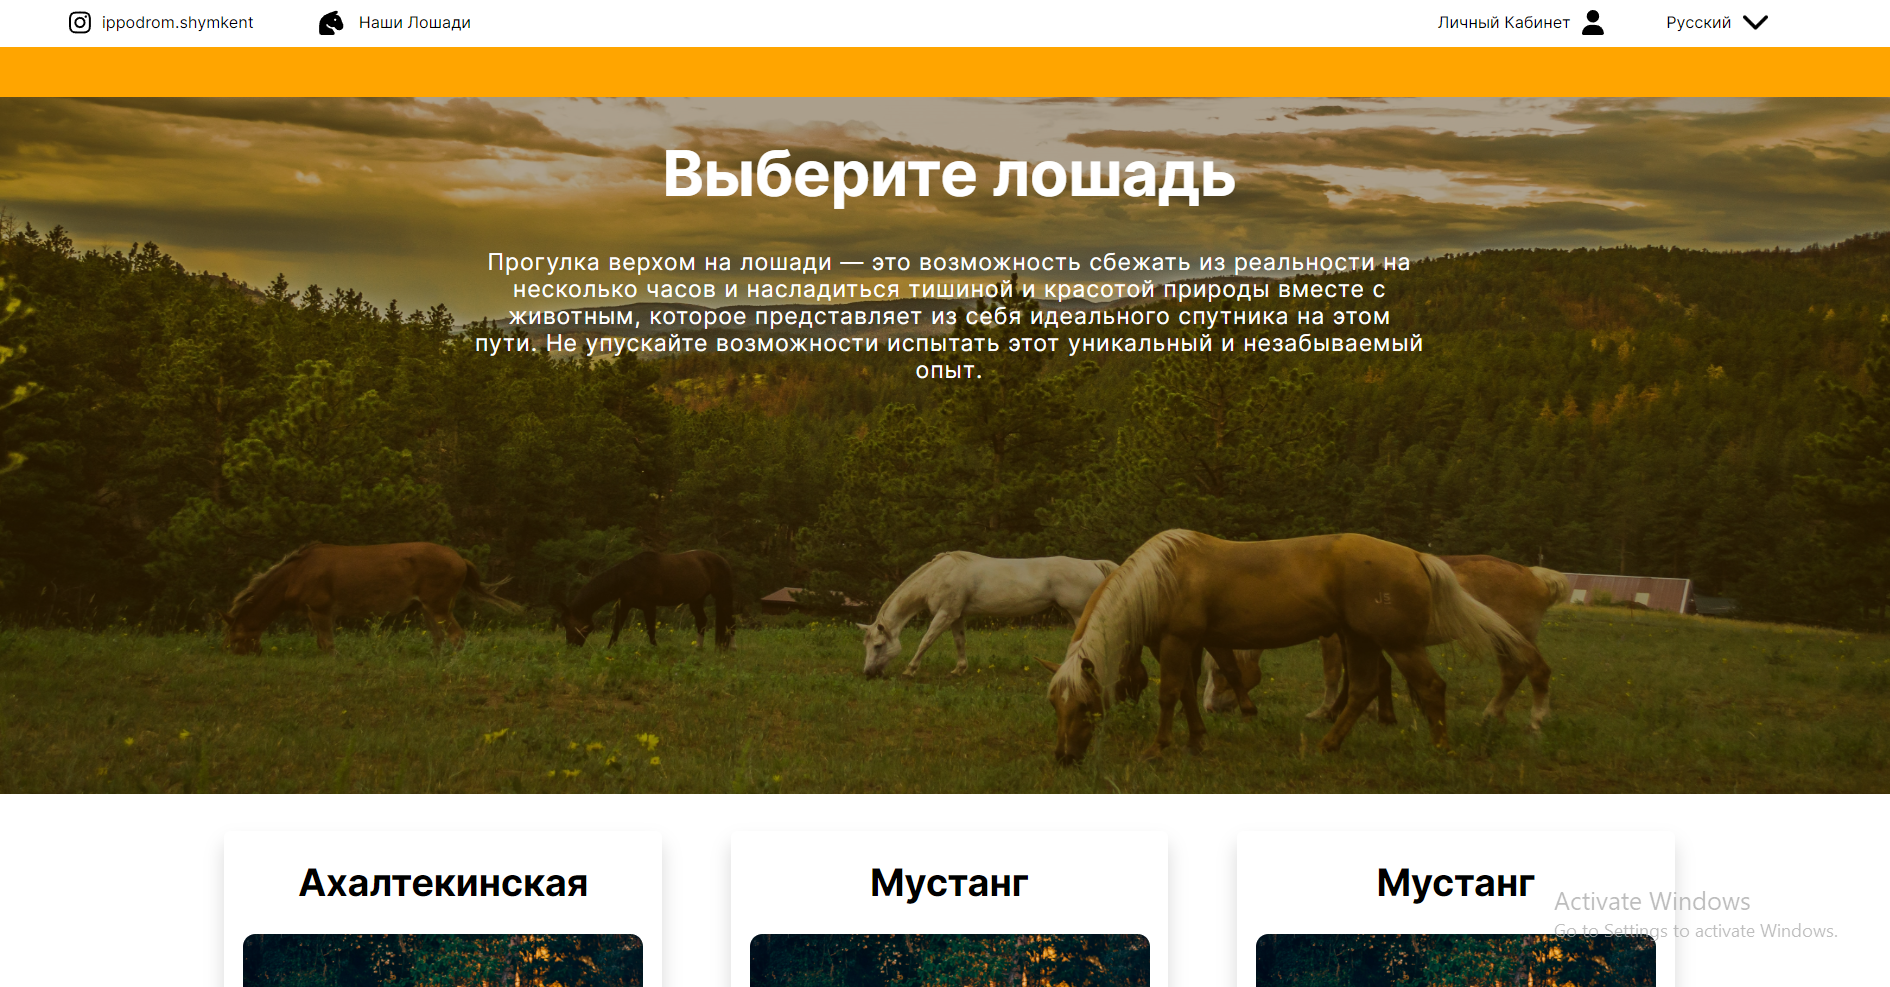 ippodrom.shymkent
Наши Лошади
Личный Кабинет
Русский
Выберите лошадь
Прогулка верхом на лошади — это возможность сбежать из реальности на
несколько часов и насладиться тишиной и красотой природы вместе с
животным, которое представляет из себя идеального спутника на этом
пути. Не упускайте возможности испытать этот уникальный и незабываемый
опыт.
JS
Ахалтекинская
Мустанг
Мустанг
Activate Windows
Go to Settings to activate Windows.